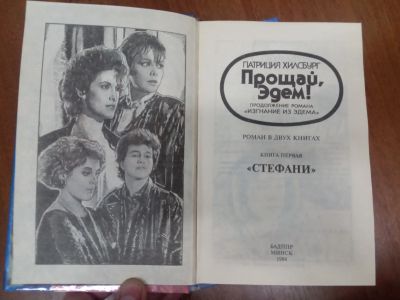 ПАТРИЦИЯ ХИЛСБУРГ
Прощай,
Эдем!
ПРОДОЛЖЕНИЕ РОМАНА
«ИЗГНАНИЕ ИЗ ЭДЕМА»
РОМАН В ДВУХ КНИГАХ
КНИГА ПЕРВАЯ
«СТЕФАНИ»
БАДППР
МИНСК
1994